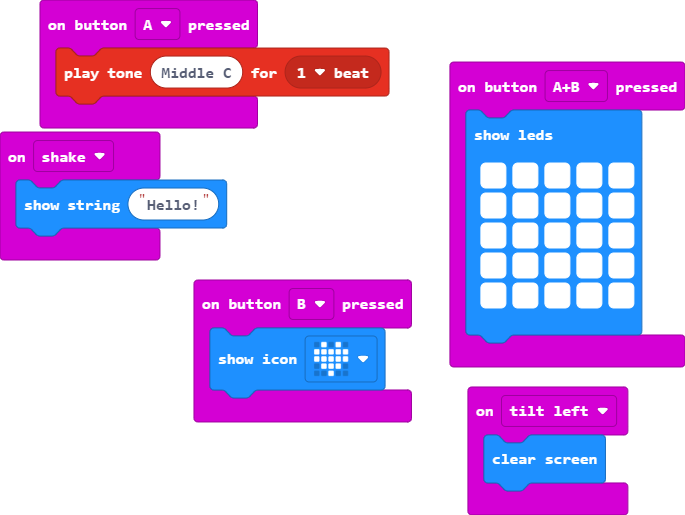 on button A pressed
play tone Middle C for 1 beat
on shake
show string "Hello!"
on button B pressed
show icon
on button A+B pressed
show leds
on tilt left
clear screen